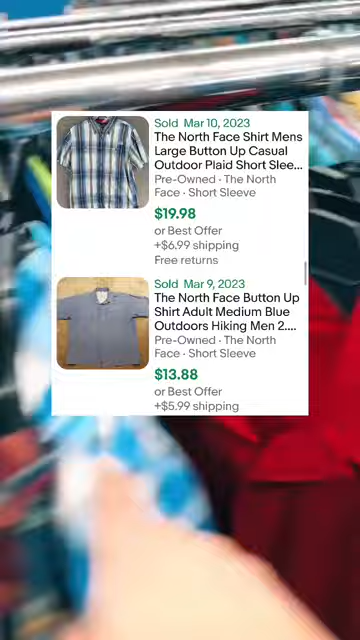 Sold Mar 10, 2023
The North Face Shirt Mens
Large Button Up Casual
Outdoor Plaid Short Slee...
Pre-Owned · The North
Face · Short Sleeve
$19.98
or Best Offer
+$6.99 shipping
Free returns
Sold Mar 9, 2023
The North Face Button Up
Shirt Adult Medium Blue
Outdoors Hiking Men 2....
Pre-Owned · The North
Face · Short Sleeve
$13.88
or Best Offer
+$5.99 shipping